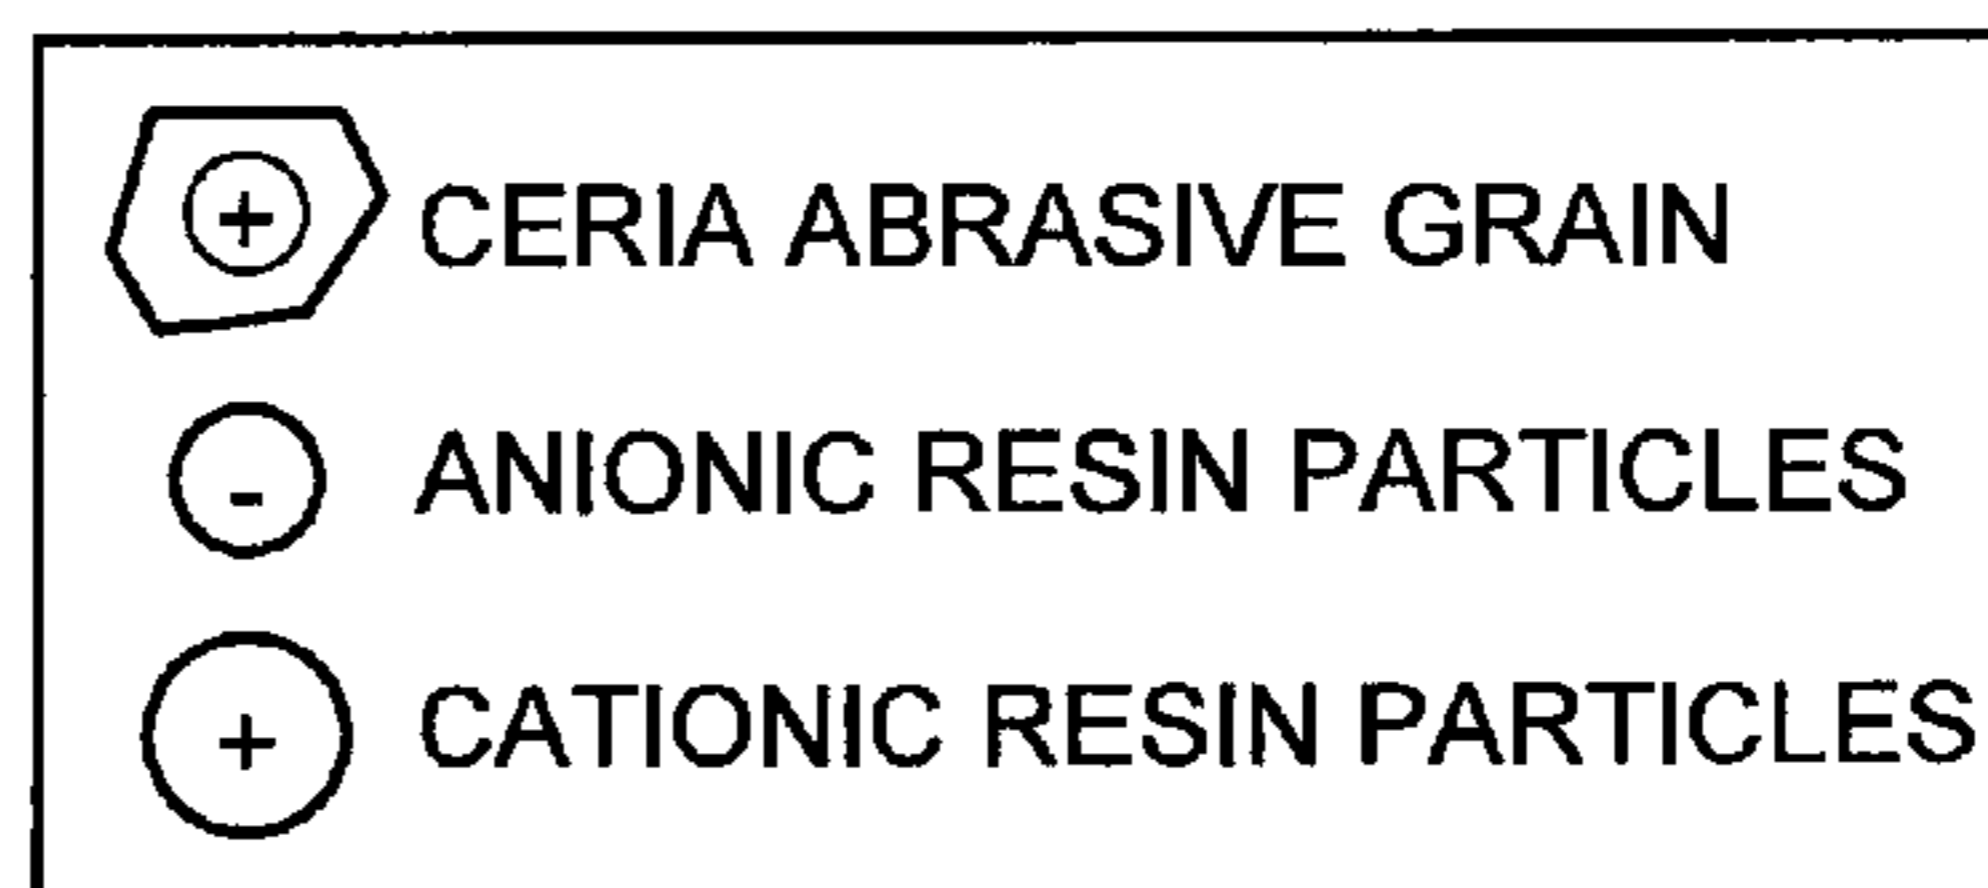 + CERIA ABRASIVE GRAIN
- ANIONIC RESIN PARTICLES
+ CATIONIC RESIN PARTICLES